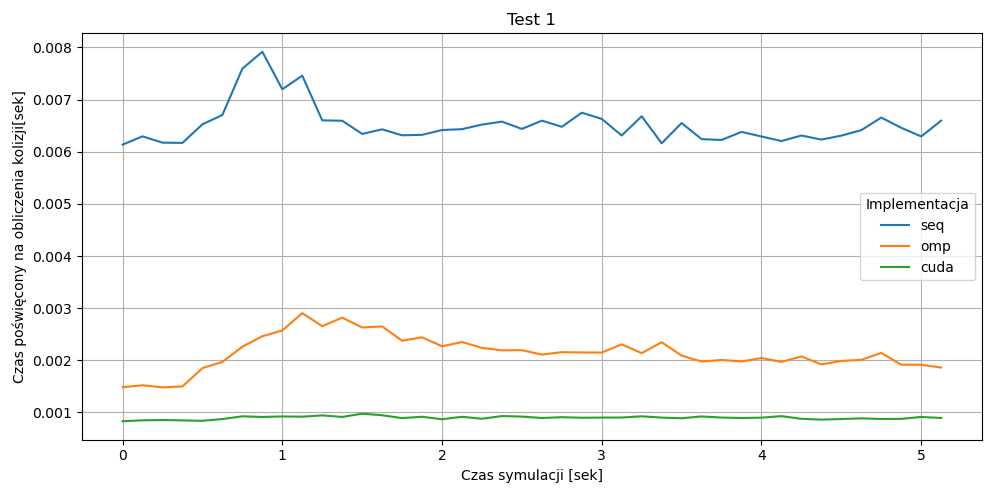 Test 1
Czas poświęcony na obliczenia kolizji[sek]
0.008
0.007
0.006
0.005
0.004
0.003
0.002
0.001
Implementacja
seq
omp
cuda
0 1 2 3 4 5
Czas symulacji [sek]